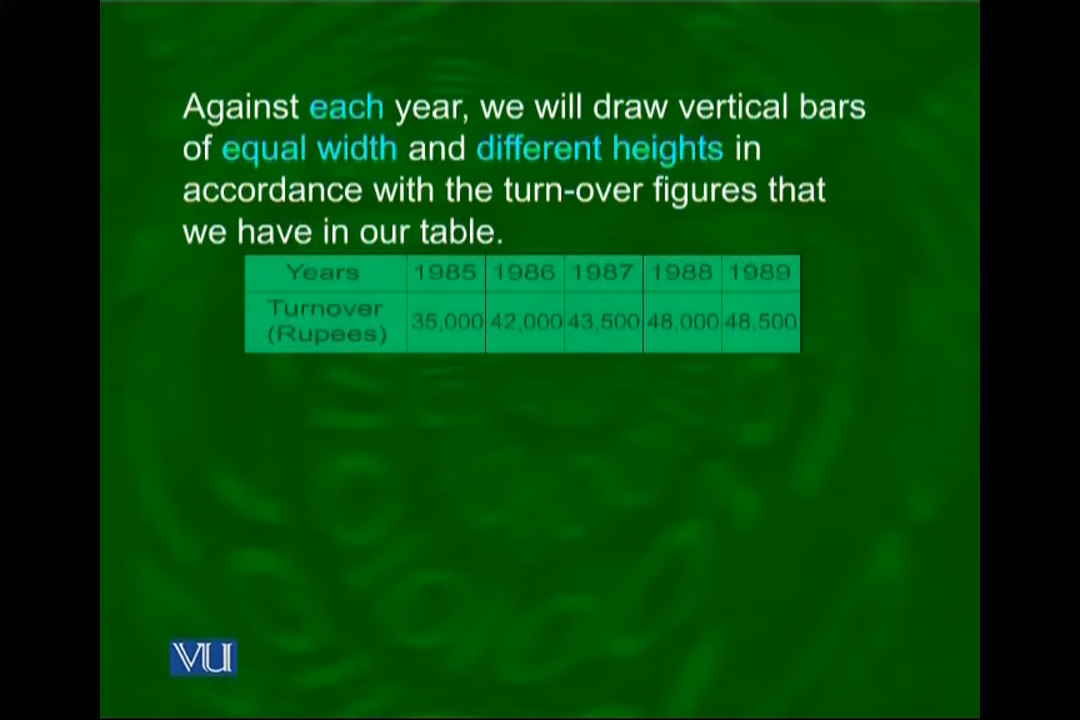 Against each year, we will draw vertical bars
of equal width and different heights in
accordance with the turn-over figures that
we have in our table.
Years 1985 1986 1987 1988 1989
Turnover
(Rupees) 35,000 42,000 43,500 48,000 48,500
VU